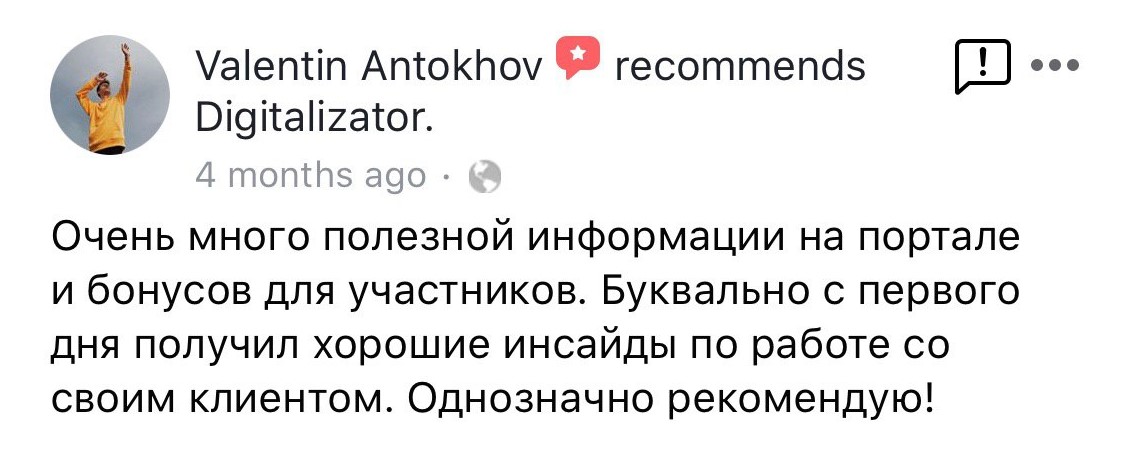 Valentin Antokhov recommends
Digitalizator.
4 months ago ·
Очень много полезной информации на портале
и бонусов для участников. Буквально с первого
дня получил хорошие инсайды по работе со
своим клиентом. Однозначно рекомендую!